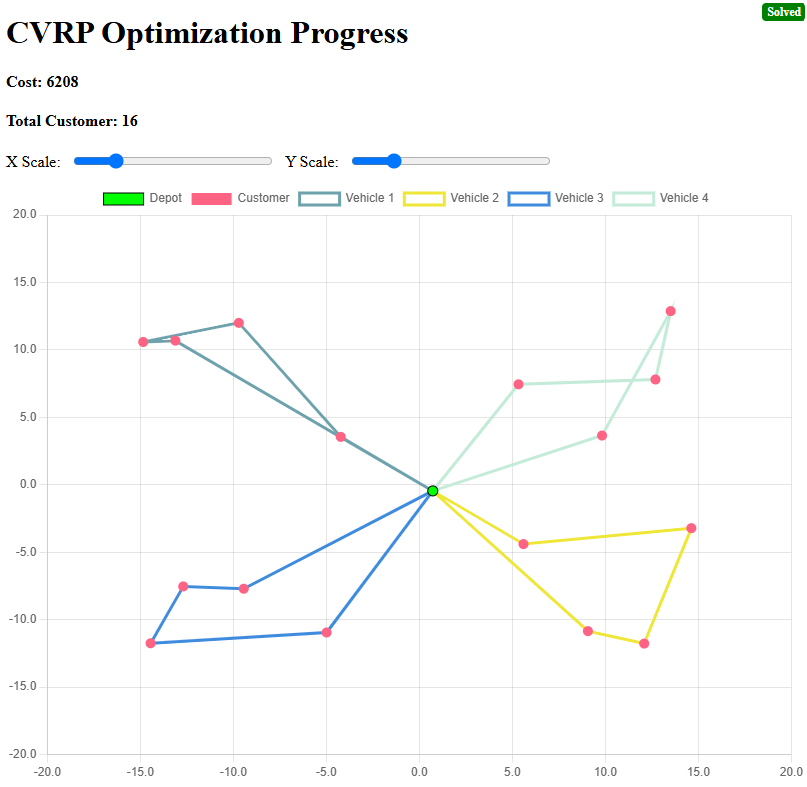 Solved
CVRP Optimization Progress
Cost: 6208
Total Customer: 16
X Scale: Y Scale:
Depot Customer Vehicle 1 Vehicle 2 Vehicle 3 Vehicle 4
20.0
15.0
10.0
5.0
0.0
-5.0
-10.0
-15.0
-20.0
-20.0 -15.0 -10.0 -5.0 0.0 5.0 10.0 15.0 20.0